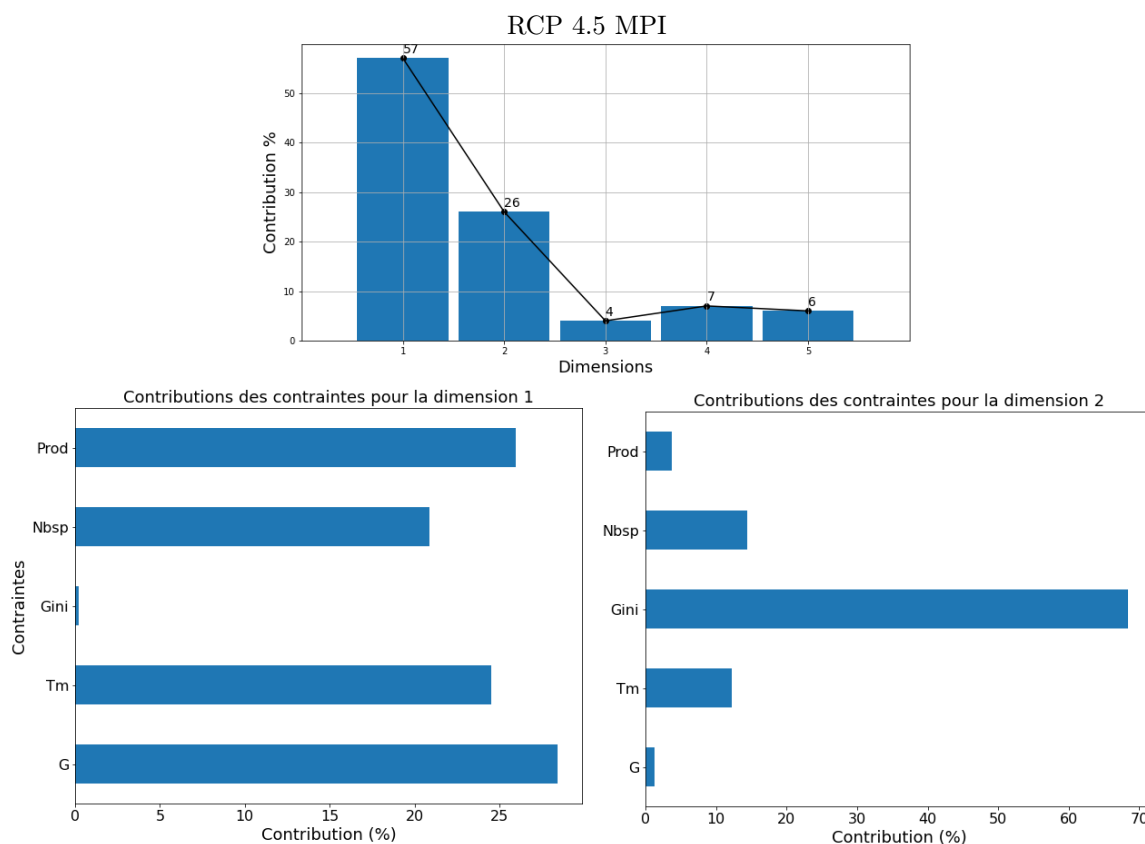 RCP 4.5 MPI
57
50
40
30
20
10
0
26
4
7
6
Contribution %
1 2 3 4 5
Dimensions
Contributions des contraintes pour la dimension 1
Contraintes
Prod
Nbsp
Gini
Tm
G
0 5 10 15 20 25
Contribution (%)
Contributions des contraintes pour la dimension 2
Prod
Nbsp
Gini
Tm
G
0 10 20 30 40 50 60 70
Contribution (%)